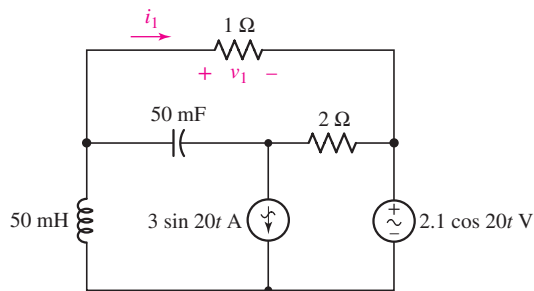 i₁
1 Ω
+ v₁ −
50 mF
2 Ω
50 mH
3 sin 20t A
+
−
2.1 cos 20t V